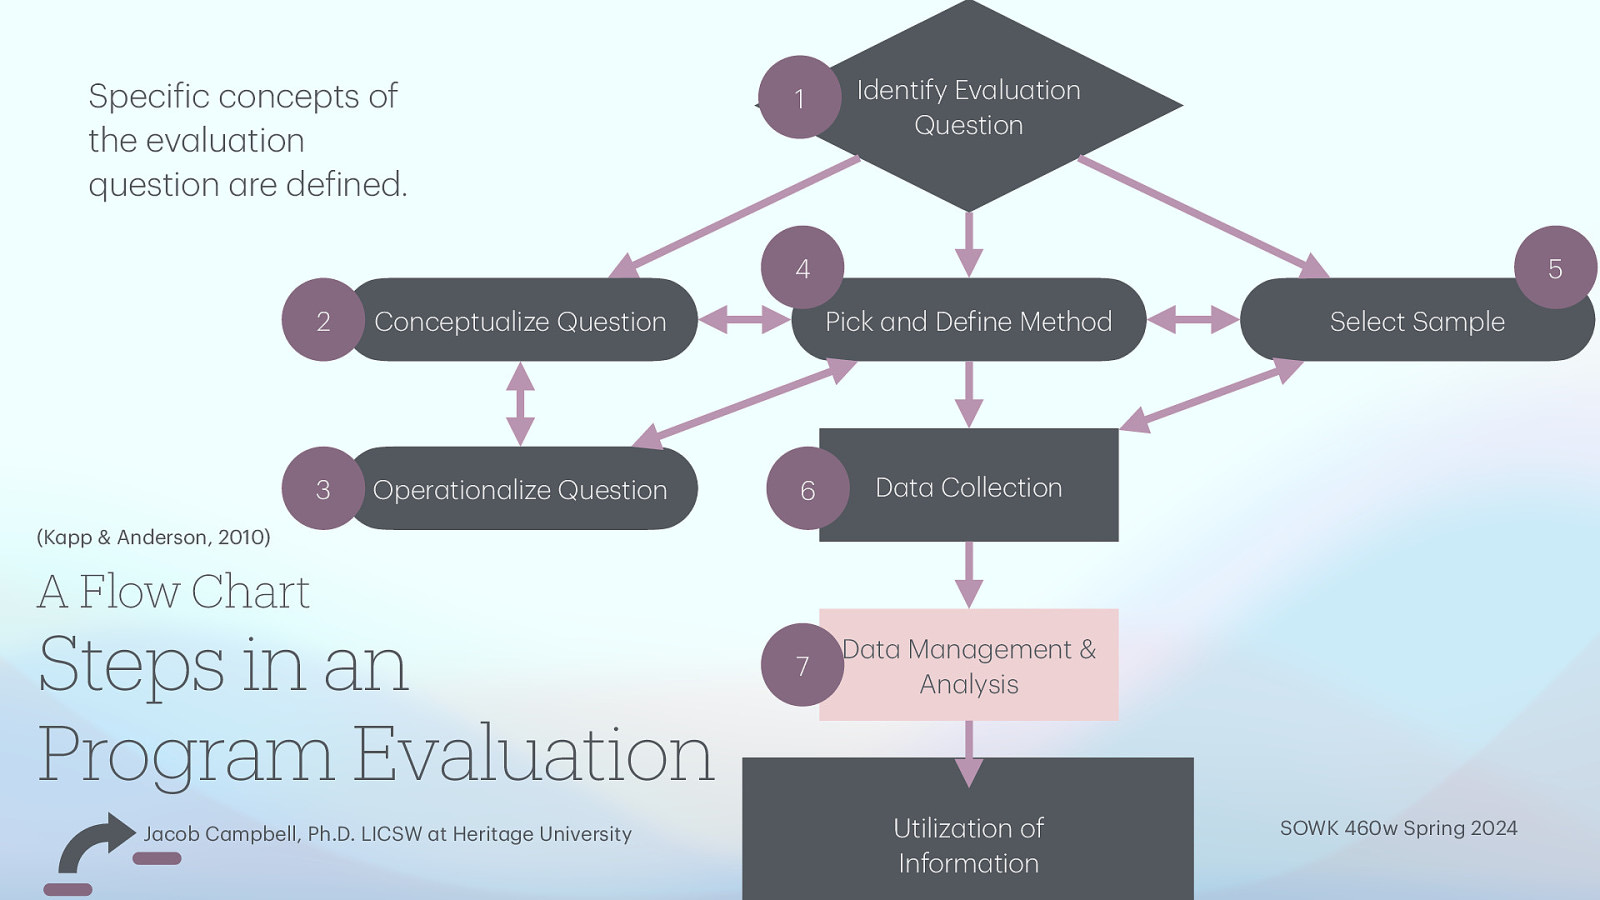 Specific concepts of
the evaluation
question are defined.
1
Identify Evaluation
Question
2
Conceptualize Question
4
Pick and Define Method
5
Select Sample
3
Operationalize Question
6
Data Collection
7
Data Management &
Analysis
Utilization of
Information
(Kapp & Anderson, 2010)
A Flow Chart
Steps in an
Program Evaluation
Jacob Campbell, Ph.D. LICSW at Heritage University
SOWK 460w Spring 2024